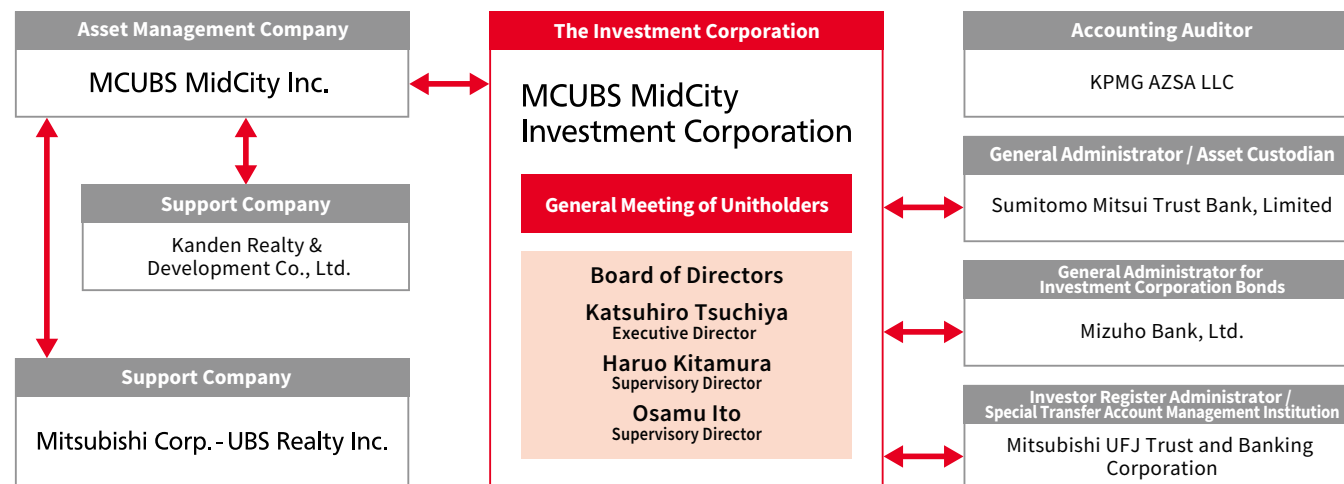 Asset Management Company
MCUBS MidCity Inc.
Support Company
Kanden Realty &
Development Co., Ltd.
Support Company
Mitsubishi Corp. - UBS Realty Inc.
The Investment Corporation
MCUBS MidCity
Investment Corporation
General Meeting of Unitholders
Board of Directors
Katsuhiro Tsuchiya
Executive Director
Haruo Kitamura
Supervisory Director
Osamu Ito
Supervisory Director
Accounting Auditor
KPMG AZSA LLC
General Administrator / Asset Custodian
Sumitomo Mitsui Trust Bank, Limited
General Administrator for
Investment Corporation Bonds
Mizuho Bank, Ltd.
Investor Register Administrator /
Special Transfer Account Management Institution
Mitsubishi UFJ Trust and Banking
Corporation